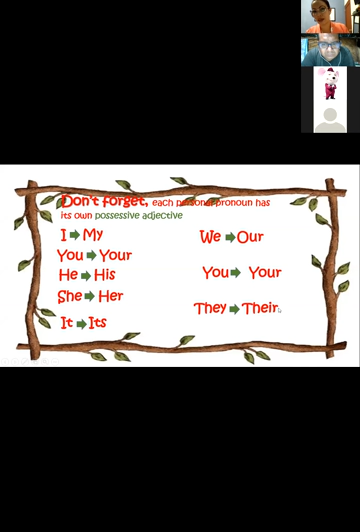 Don't forget, each personal pronoun has
its own possessive adjective
I My
You Your
He His
She Her
It Its
We Our
You Your
They Their